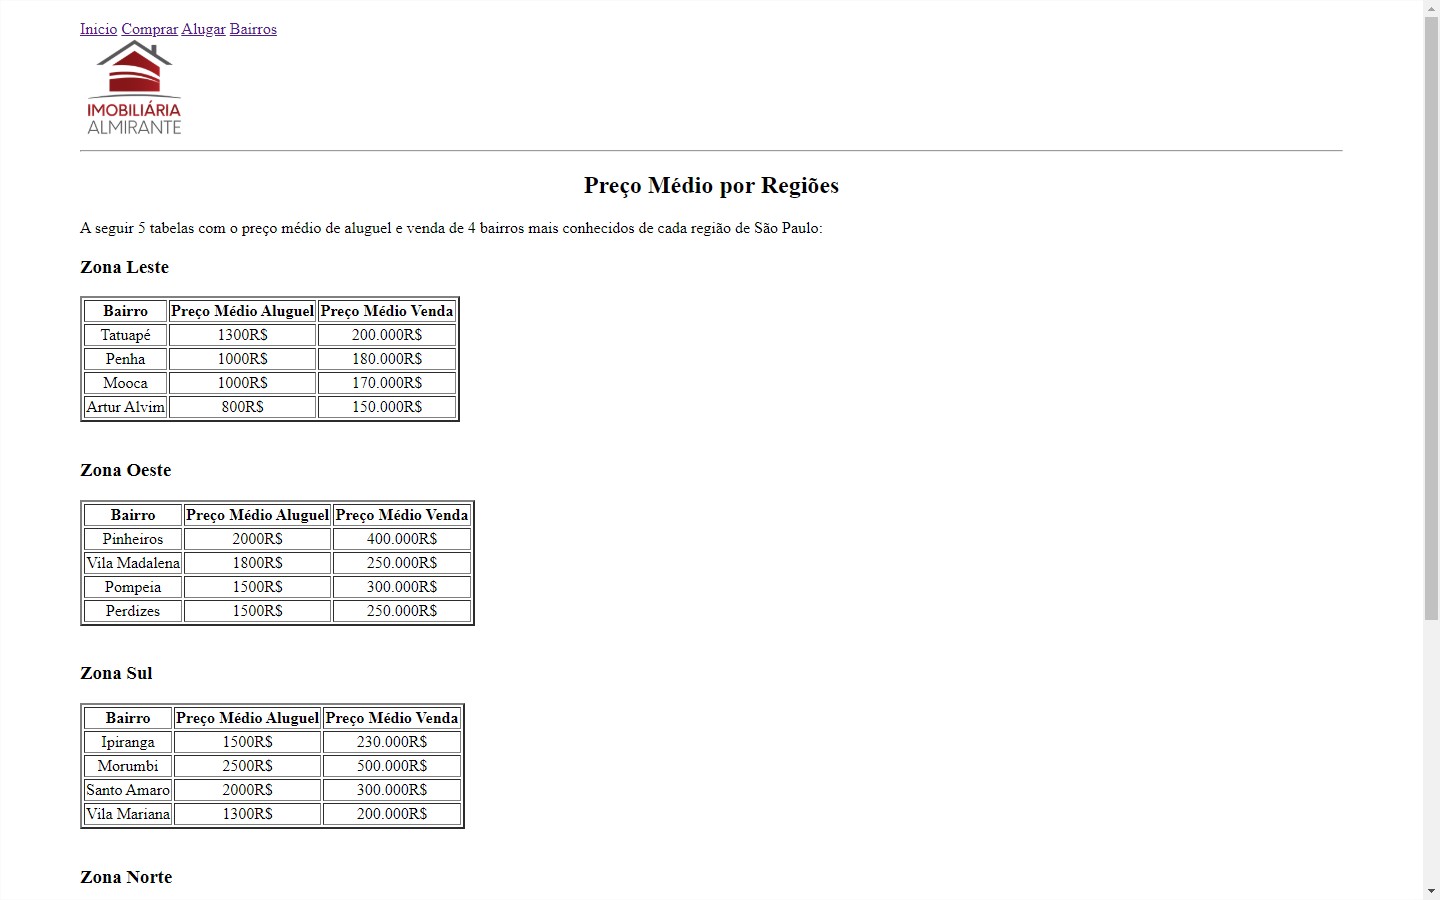 Inicio Comprar Alugar Bairros
IMOBILIÁRIA
ALMIRANTE
Preço Médio por Regiões
A seguir 5 tabelas com o preço médio de aluguel e venda de 4 bairros mais conhecidos de cada região de São Paulo:
Zona Leste
Bairro Preço Médio Aluguel Preço Médio Venda
Tatuapé 1300R$ 200.000R$
Penha 1000R$ 180.000R$
Mooca 1000R$ 170.000R$
Artur Alvim 800R$ 150.000R$
Zona Oeste
Bairro Preço Médio Aluguel Preço Médio Venda
Pinheiros 2000R$ 400.000R$
Vila Madalena 1800R$ 250.000R$
Pompeia 1500R$ 300.000R$
Perdizes 1500R$ 250.000R$
Zona Sul
Bairro Preço Médio Aluguel Preço Médio Venda
Ipiranga 1500R$ 230.000R$
Morumbi 2500R$ 500.000R$
Santo Amaro 2000R$ 300.000R$
Vila Mariana 1300R$ 200.000R$
Zona Norte